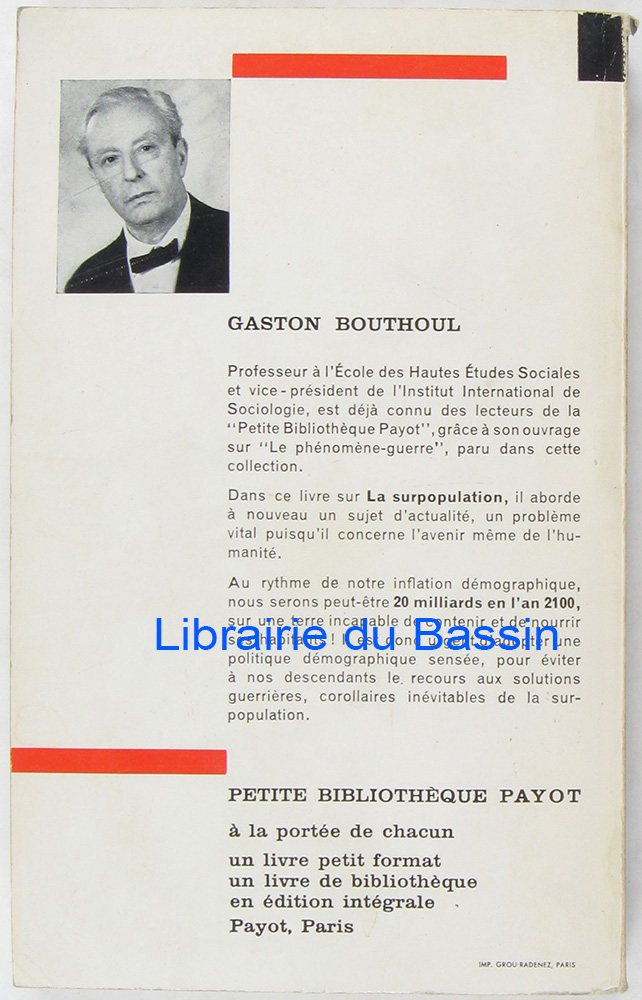 GASTON BOUTHOUL
Professeur à l'École des Hautes Études Sociales
et vice-président de l'Institut International de
Sociologie, est déjà connu des lecteurs de la
"Petite Bibliothèque Payot", grâce à son ouvrage
sur "Le phénomène-guerre", paru dans cette
collection.
Dans ce livre sur La surpopulation, il aborde
à nouveau un sujet d'actualité, un problème
vital puisqu'il concerne l'avenir même de l'hu-
manité.
Au rythme de notre inflation démographique,
nous serons peut-être 20 milliards en l'an 2100,
sur une terre incapable de contenir et de nourrir
ses habitants ! Il est donc urgent d'adopter une
Librairie du Bassin
politique démographique sensée, pour éviter
à nos descendants le recours aux solutions
guerrières, corollaires inévitables de la sur-
population.
PETITE BIBLIOTHÈQUE PAYOT
à la portée de chacun
un livre petit format
un livre de bibliothèque
en édition intégrale
Payot, Paris
IMP. GROU-RADENEZ, PARIS